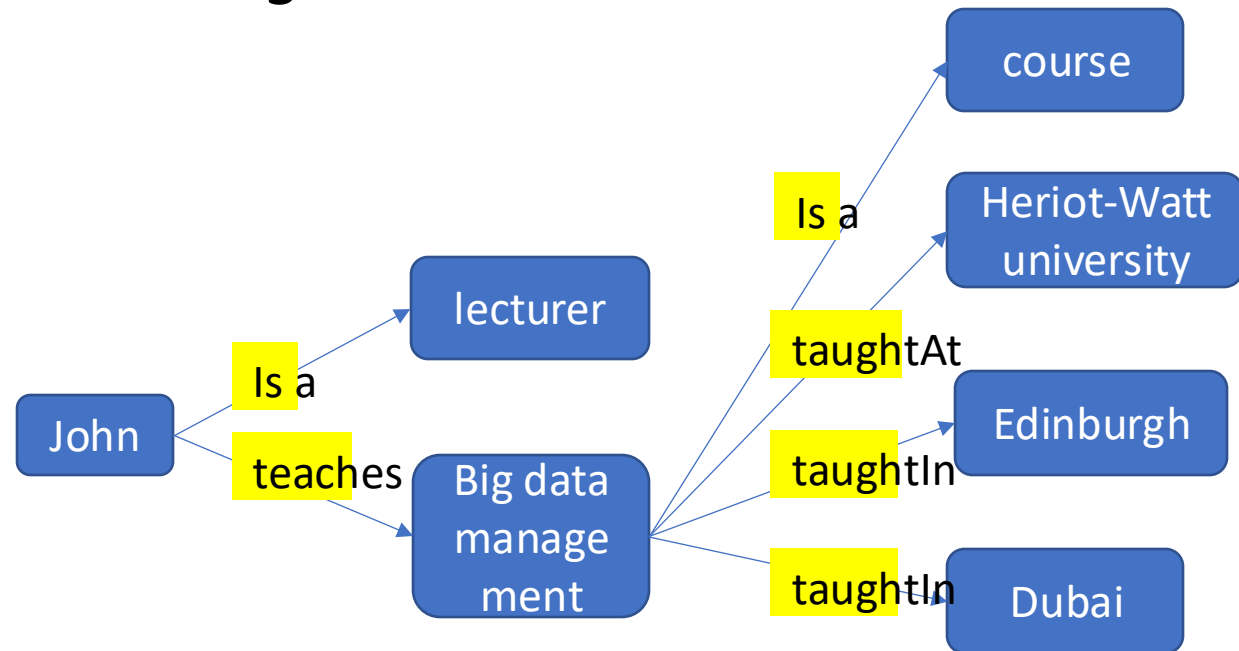 g
course
Is a
Heriot-Watt
university
lecturer
taughtAt
Is a
John
Edinburgh
teaches
taughtIn
Big data
manage
ment
taughtIn
Dubai